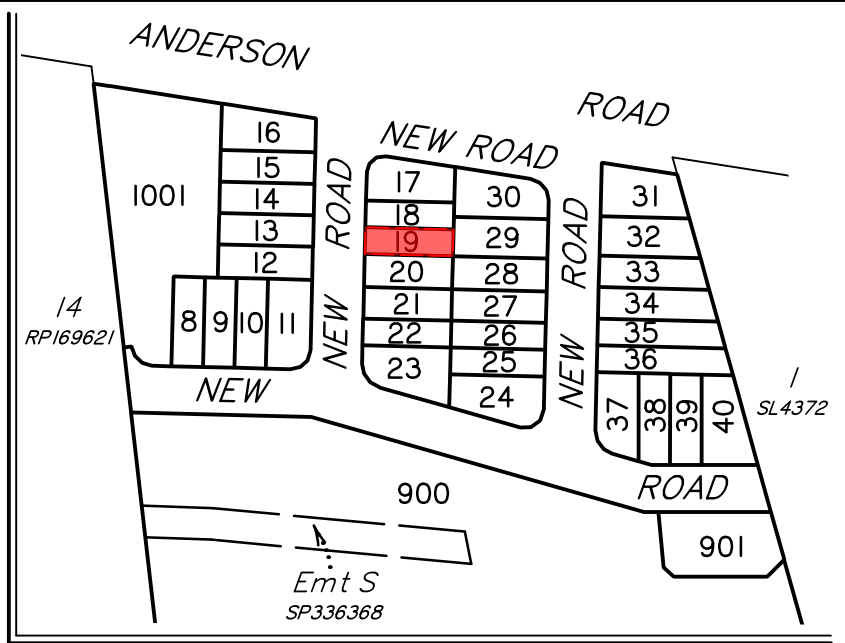 ANDERSON ROAD
NEW ROAD
16
15
14
13
12
1001
8 9 10 11
NEW ROAD
17
18
19
20
21
22
23
30
29
28
27
26
25
24
NEW ROAD
31
32
33
34
35
36
37 38 39 40
14
RP169621
1
SL4372
NEW ROAD
900
901
Emt S
SP336368